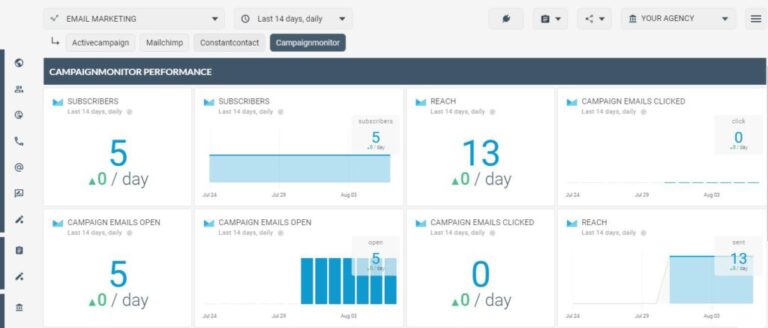 EMAIL MARKETING
Last 14 days, daily
YOUR AGENCY
Activecampaign
Mailchimp
Constantcontact
Campaignmonitor
CAMPAIGNMONITOR PERFORMANCE
SUBSCRIBERS
Last 14 days, daily
5
▲0 / day
SUBSCRIBERS
Last 14 days, daily
subscribers
5
▲0 / day
Jul 24
Jul 29
Aug 03
REACH
Last 14 days, daily
13
▲0 / day
CAMPAIGN EMAILS CLICKED
Last 14 days, daily
click
0
▲0 / day
Jul 24
Jul 29
Aug 03
CAMPAIGN EMAILS OPEN
Last 14 days, daily
5
▲0 / day
CAMPAIGN EMAILS OPEN
Last 14 days, daily
open
5
▲0 / day
Jul 24
Jul 29
Aug 03
CAMPAIGN EMAILS CLICKED
Last 14 days, daily
0
▲0 / day
REACH
Last 14 days, daily
sent
13
▲0 / day
Jul 24
Jul 29
Aug 03